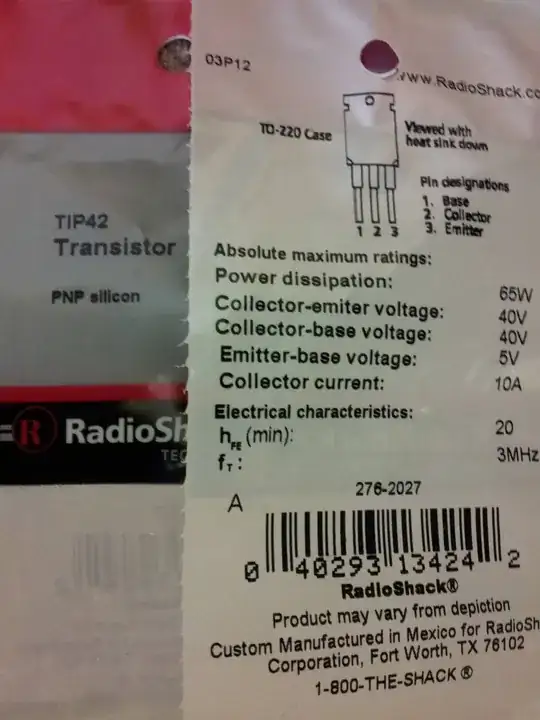 TIP42
Transistor
PNP silicon
RadioSh
TEC
03P12
www.RadioShack.co
TO-220 Case
Viewed with
heat sink down
Pin designations
1. Base
2. Collector
3. Emitter
1 2 3
Absolute maximum ratings:
Power dissipation: 65W
Collector-emiter voltage: 40V
Collector-base voltage: 40V
Emitter-base voltage: 5V
Collector current: 10A
Electrical characteristics:
hFE (min): 20
fT: 3MHz
276-2027
A
0 40293 13424 2
RadioShack®
Product may vary from depiction
Custom Manufactured in Mexico for RadioSh
Corporation, Fort Worth, TX 76102
1-800-THE-SHACK ®